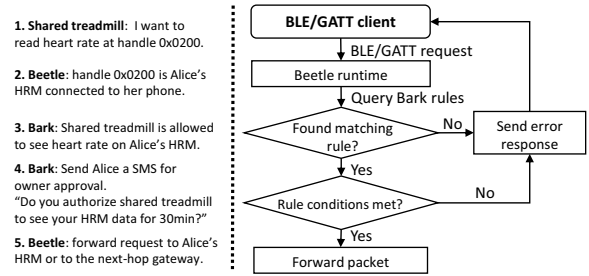 1. Shared treadmill: I want to
read heart rate at handle 0x0200.
2. Beetle: handle 0x0200 is Alice's
HRM connected to her phone.
3. Bark: Shared treadmill is allowed
to see heart rate on Alice's HRM.
4. Bark: Send Alice a SMS for
owner approval.
“Do you authorize shared treadmill
to see your HRM data for 30min?”
5. Beetle: forward request to Alice's
HRM or to the next-hop gateway.
BLE/GATT client
BLE/GATT request
Beetle runtime
Query Bark rules
Found matching
rule?
No
Send error
response
Yes
Rule conditions met?
No
Yes
Forward packet